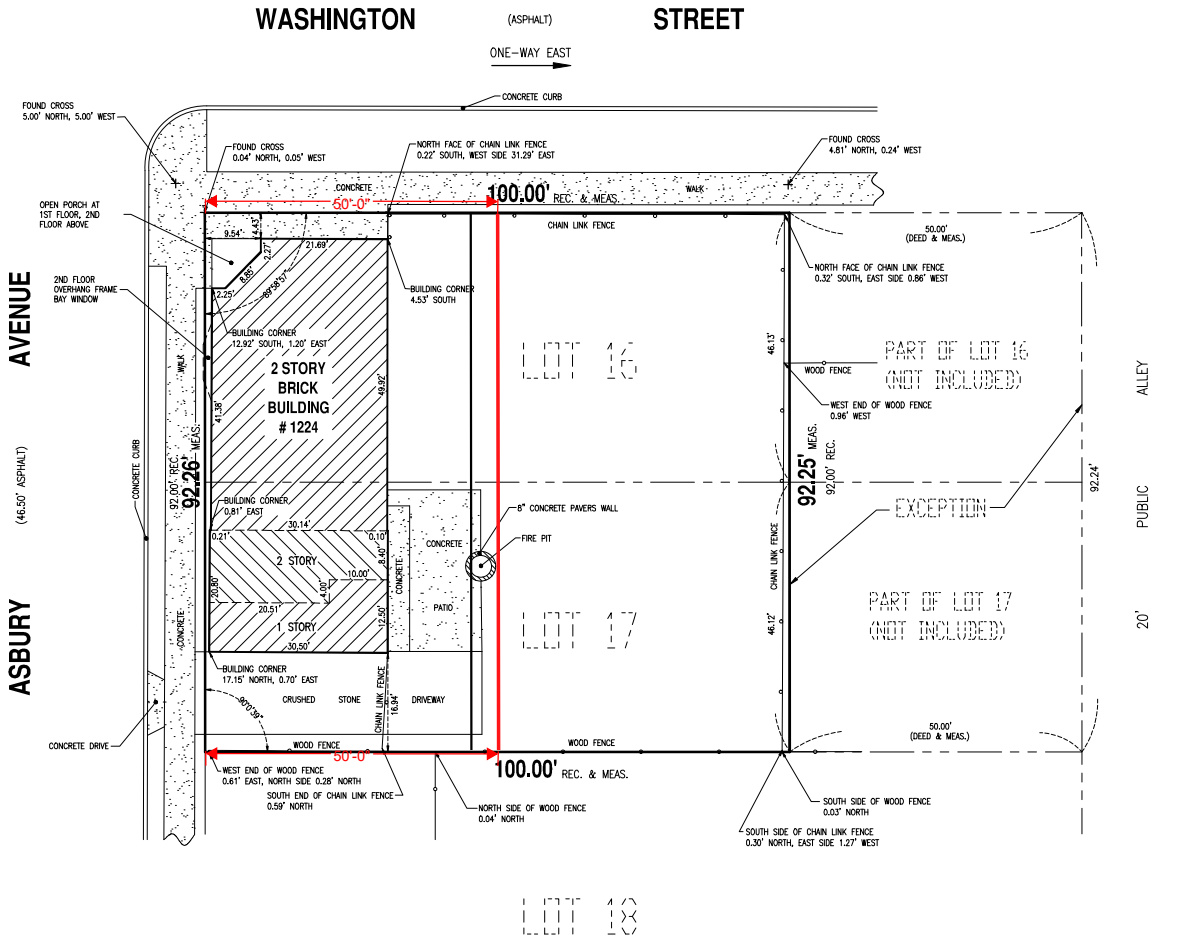 WASHINGTON (ASPHALT) STREET
ONE-WAY EAST
CONCRETE CURB
FOUND CROSS
5.00' NORTH, 5.00' WEST
FOUND CROSS
0.04' NORTH, 0.05' WEST
NORTH FACE OF CHAIN LINK FENCE
0.22' SOUTH, WEST SIDE 31.29' EAST
FOUND CROSS
4.81' NORTH, 0.24' WEST
CONCRETE
WALK
100.00' REC. & MEAS.
50'-0"
CHAIN LINK FENCE
OPEN PORCH AT
1ST FLOOR, 2ND
FLOOR ABOVE
9.54'
4.43'
2.27'
21.69'
8.85'
2.25'
89°58'57"
50.00'
(DEED & MEAS.)
NORTH FACE OF CHAIN LINK FENCE
0.32' SOUTH, EAST SIDE 0.86' WEST
2ND FLOOR
OVERHANG FRAME
BAY WINDOW
BUILDING CORNER
4.53' SOUTH
BUILDING CORNER
12.92' SOUTH, 1.20' EAST
AVENUE
WALK
2 STORY
BRICK
BUILDING
# 1224
41.38'
49.92'
LOT 16
46.13'
WOOD FENCE
PART OF LOT 16
(NOT INCLUDED)
WEST END OF WOOD FENCE
0.96' WEST
ALLEY
(46.50' ASPHALT)
CONCRETE CURB
92.00' REC.
92.26' MEAS.
92.25' MEAS.
92.00' REC.
92.24'
BUILDING CORNER
0.81' EAST
EXCEPTION
PUBLIC
8" CONCRETE PAVERS WALL
FIRE PIT
30.14'
0.21'
0.10'
2 STORY
8.40'
10.00'
4.00'
20.80'
20.51'
12.50'
1 STORY
30.50'
CONCRETE
CONCRETE
PATIO
CHAIN LINK FENCE
46.12'
LOT 17
PART OF LOT 17
(NOT INCLUDED)
20'
ASBURY
CONCRETE
BUILDING CORNER
17.15' NORTH, 0.70' EAST
90°0'39"
CRUSHED STONE DRIVEWAY
CHAIN LINK FENCE
16.94'
CONCRETE DRIVE
WOOD FENCE
WOOD FENCE
50.00'
(DEED & MEAS.)
50'-0"
100.00' REC. & MEAS.
WEST END OF WOOD FENCE
0.61' EAST, NORTH SIDE 0.28' NORTH
SOUTH END OF CHAIN LINK FENCE
0.59' NORTH
NORTH SIDE OF WOOD FENCE
0.04' NORTH
SOUTH SIDE OF WOOD FENCE
0.03' NORTH
SOUTH SIDE OF CHAIN LINK FENCE
0.30' NORTH, EAST SIDE 1.27' WEST
LOT 18